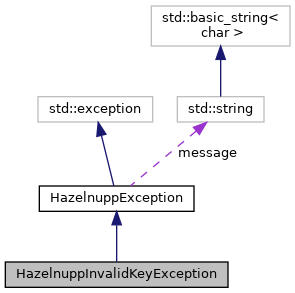 std::basic_string<
char >
std::exception
std::string
message
HazelnuppException
HazelnuppInvalidKeyException